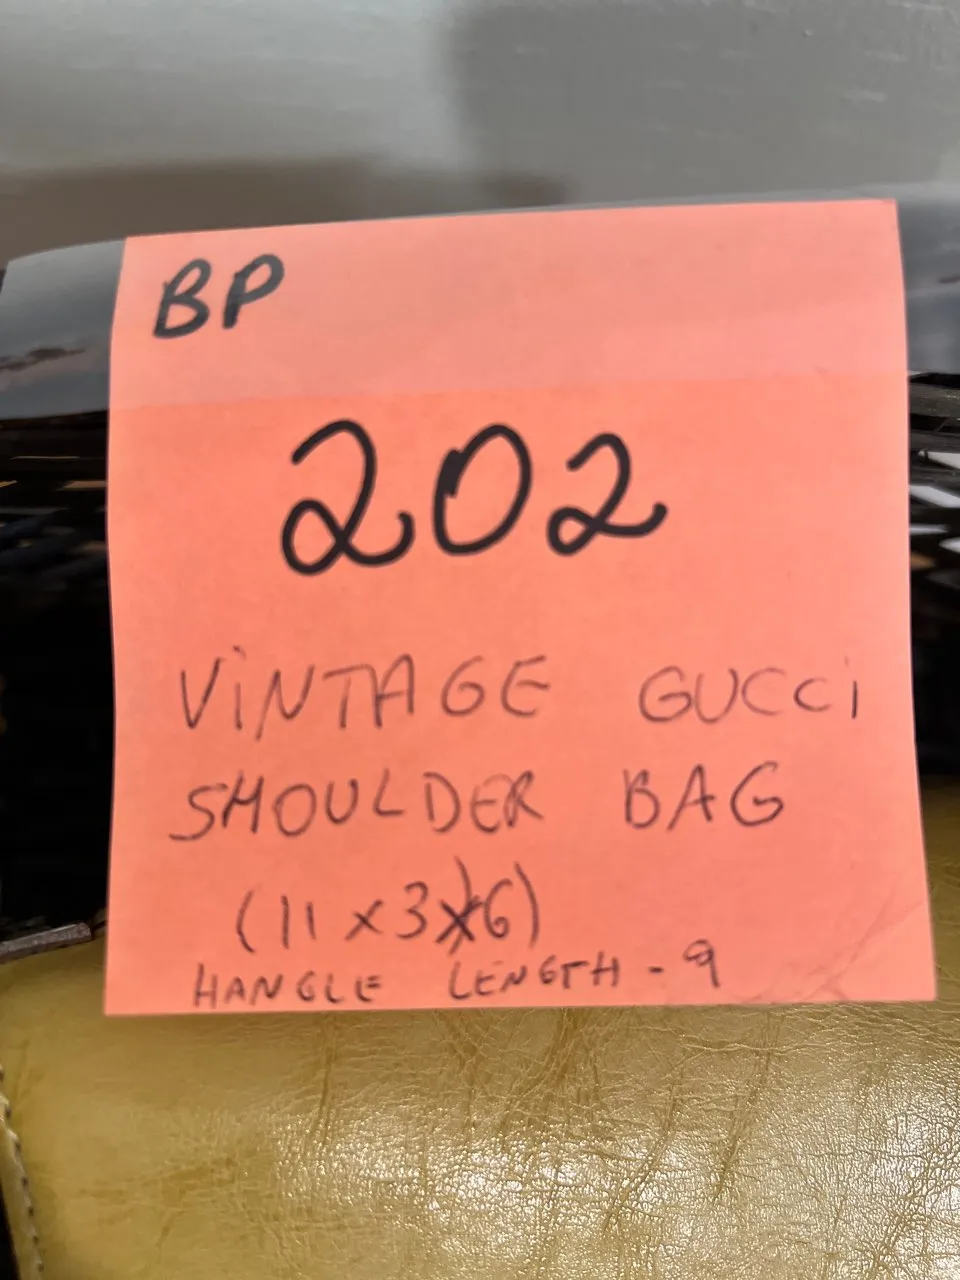 BP
202
ViNTAGE GUCCi
SHOULDER BAG
(11 x 3 x 6)
HANGLE LENGTH - 9